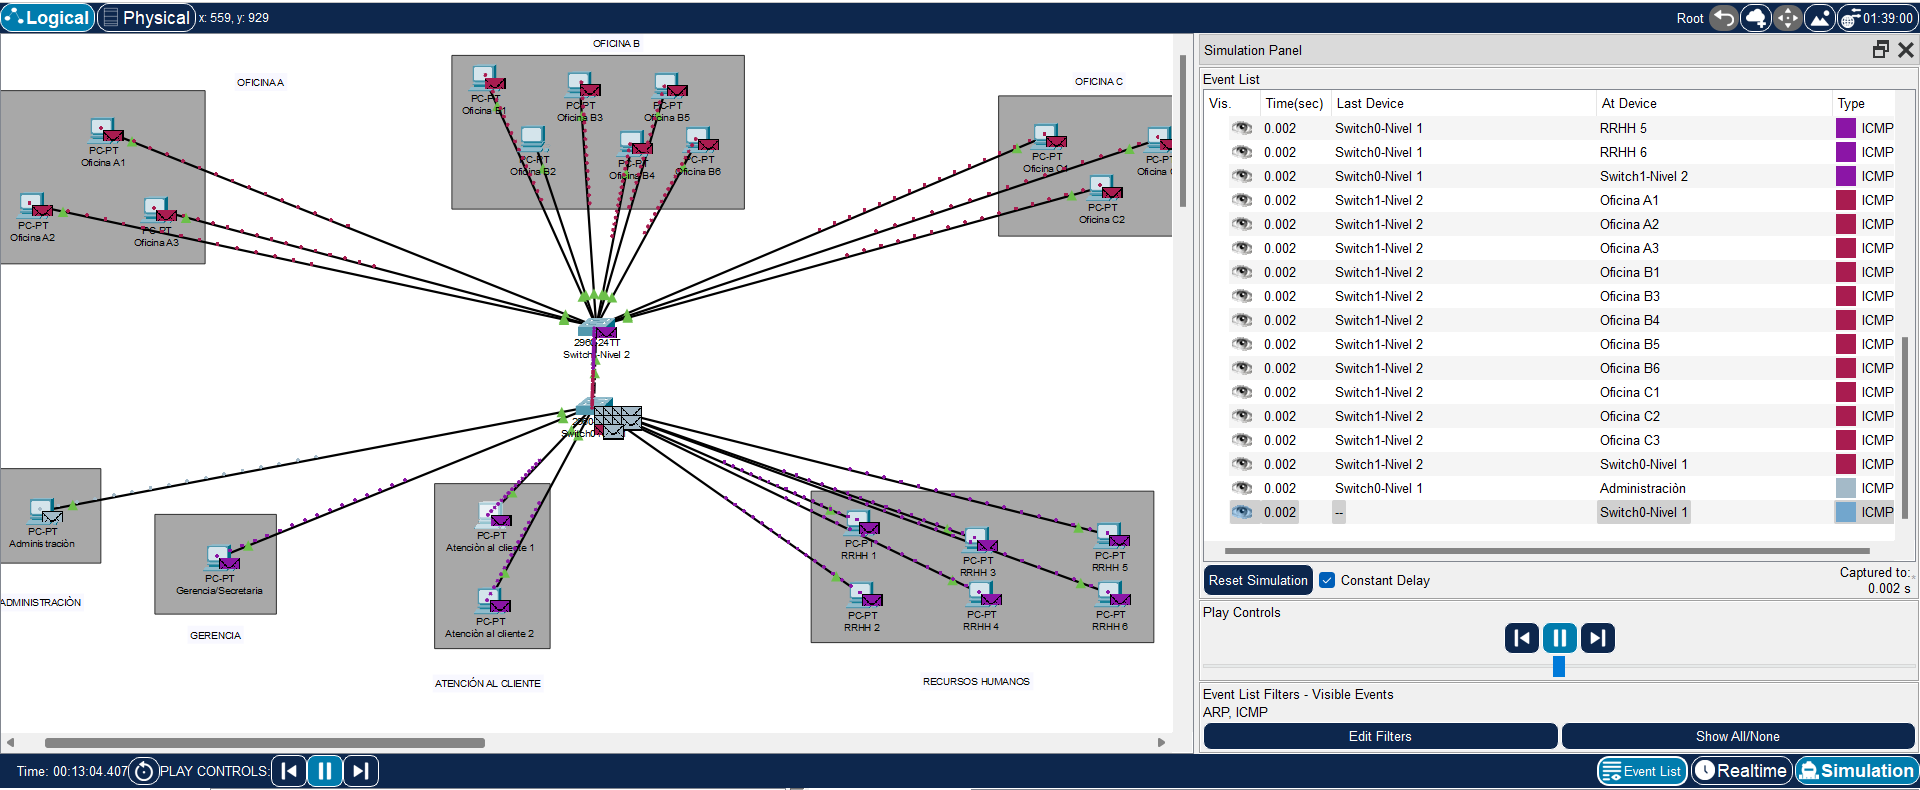 Logical
Physical
x: 559, y: 929
Root
01:39:00
OFICINA A
OFICINA B
OFICINA C
PC-PT
Oficina A1
PC-PT
Oficina A2
PC-PT
Oficina A3
PC-PT
Oficina B1
PC-PT
Oficina B2
PC-PT
Oficina B3
PC-PT
Oficina B4
PC-PT
Oficina B5
PC-PT
Oficina B6
PC-PT
Oficina C1
PC-PT
Oficina C2
PC-PT
2960-24TT
Switch1-Nivel 2
PC-PT
Administraciòn
ADMINISTRACIÒN
PC-PT
Gerencia/Secretaria
GERENCIA
PC-PT
Atenciòn al cliente 1
PC-PT
Atenciòn al cliente 2
ATENCIÓN AL CLIENTE
PC-PT
RRHH 1
PC-PT
RRHH 2
PC-PT
RRHH 3
PC-PT
RRHH 4
PC-PT
RRHH 5
PC-PT
RRHH 6
RECURSOS HUMANOS
Simulation Panel
Event List
Vis. Time(sec) Last Device At Device Type
0.002 Switch0-Nivel 1 RRHH 5 ICMP
0.002 Switch0-Nivel 1 RRHH 6 ICMP
0.002 Switch0-Nivel 1 Switch1-Nivel 2 ICMP
0.002 Switch1-Nivel 2 Oficina A1 ICMP
0.002 Switch1-Nivel 2 Oficina A2 ICMP
0.002 Switch1-Nivel 2 Oficina A3 ICMP
0.002 Switch1-Nivel 2 Oficina B1 ICMP
0.002 Switch1-Nivel 2 Oficina B3 ICMP
0.002 Switch1-Nivel 2 Oficina B4 ICMP
0.002 Switch1-Nivel 2 Oficina B5 ICMP
0.002 Switch1-Nivel 2 Oficina B6 ICMP
0.002 Switch1-Nivel 2 Oficina C1 ICMP
0.002 Switch1-Nivel 2 Oficina C2 ICMP
0.002 Switch1-Nivel 2 Oficina C3 ICMP
0.002 Switch1-Nivel 2 Switch0-Nivel 1 ICMP
0.002 Switch0-Nivel 1 Administraciòn ICMP
0.002 -- Switch0-Nivel 1 ICMP
Reset Simulation
Constant Delay
Captured to:
0.002 s
Play Controls
Event List Filters - Visible Events
ARP, ICMP
Edit Filters
Show All/None
Time: 00:13:04.407
PLAY CONTROLS:
Event List
Realtime
Simulation